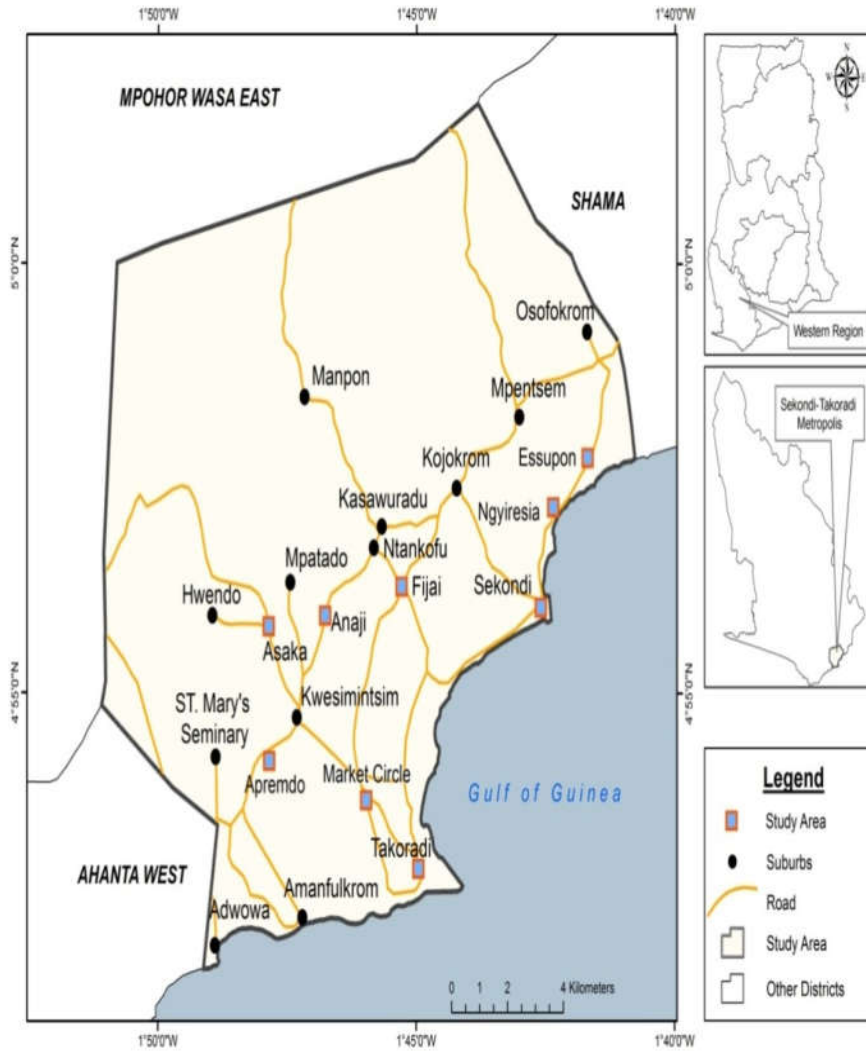 1°50'0"W
1°45'0"W
1°40'0"W
MPOHOR WASA EAST
SHAMA
5°0'0"N
5°0'0"N
Osofokrom
Manpon
Mpentsem
Kojokrom
Essupon
Kasawuradu
Ngyiresia
Ntankofu
Mpatado
Fijai
Sekondi
Hwendo
Anaji
Asaka
4°55'0"N
4°55'0"N
ST. Mary's
Seminary
Kwesimintsim
Apremdo
Market Circle
Gulf of Guinea
Takoradi
AHANTA WEST
Amanfulkrom
Adwowa
0 1 2 4 Kilometers
1°50'0"W
1°45'0"W
1°40'0"W
N
W
E
S
Western Region
Sekondi-Takoradi
Metropolis
Legend
Study Area
Suburbs
Road
Study Area
Other Districts